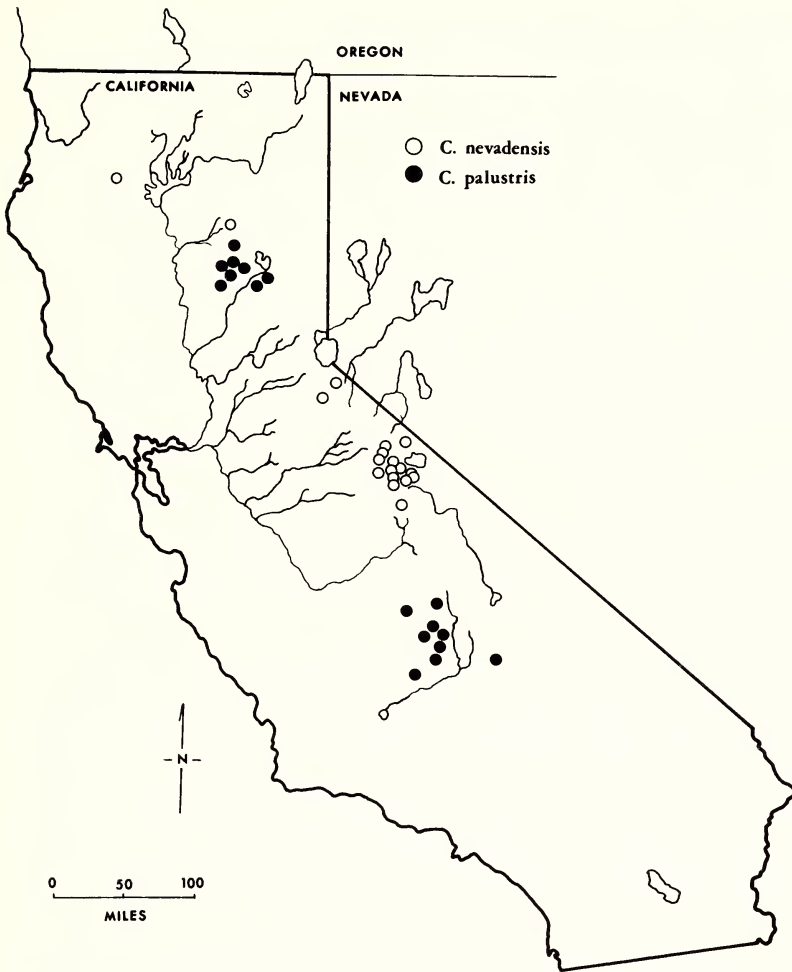 OREGON
CALIFORNIA
NEVADA
C. nevadensis
C. palustris
-N-
0 50 100
MILES